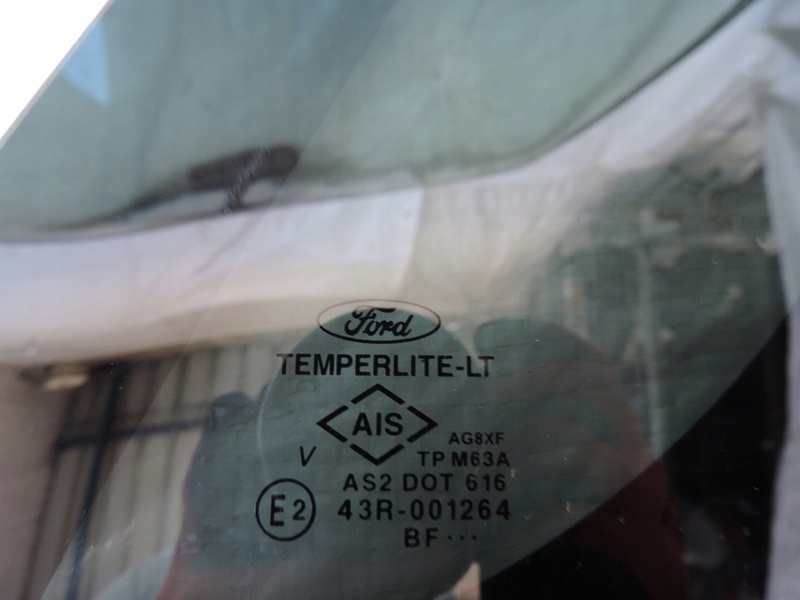 Ford
TEMPERLITE-LT
AIS
AG8XF
V TP M63A
AS2 DOT 616
E2 43R-001264
BF···